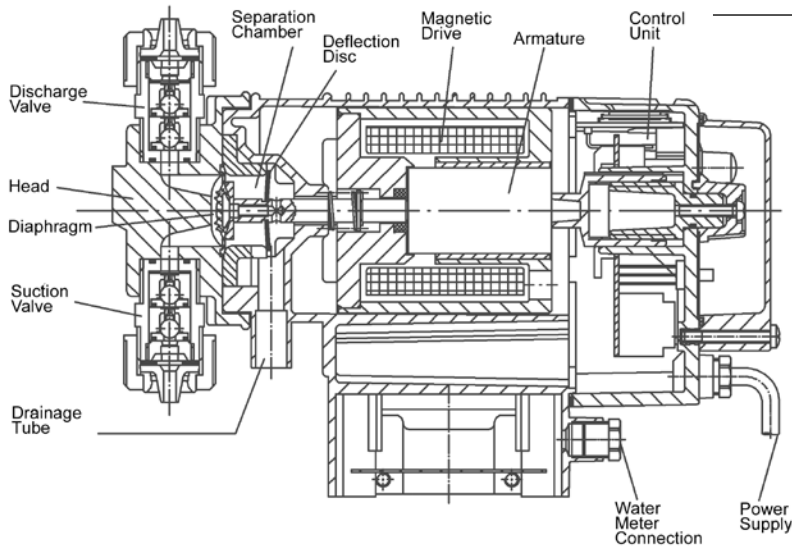 Separation
Chamber
Deflection
Disc
Magnetic
Drive
Armature
Control
Unit
Discharge
Valve
Head
Diaphragm
Suction
Valve
Drainage
Tube
Water
Meter
Connection
Power
Supply